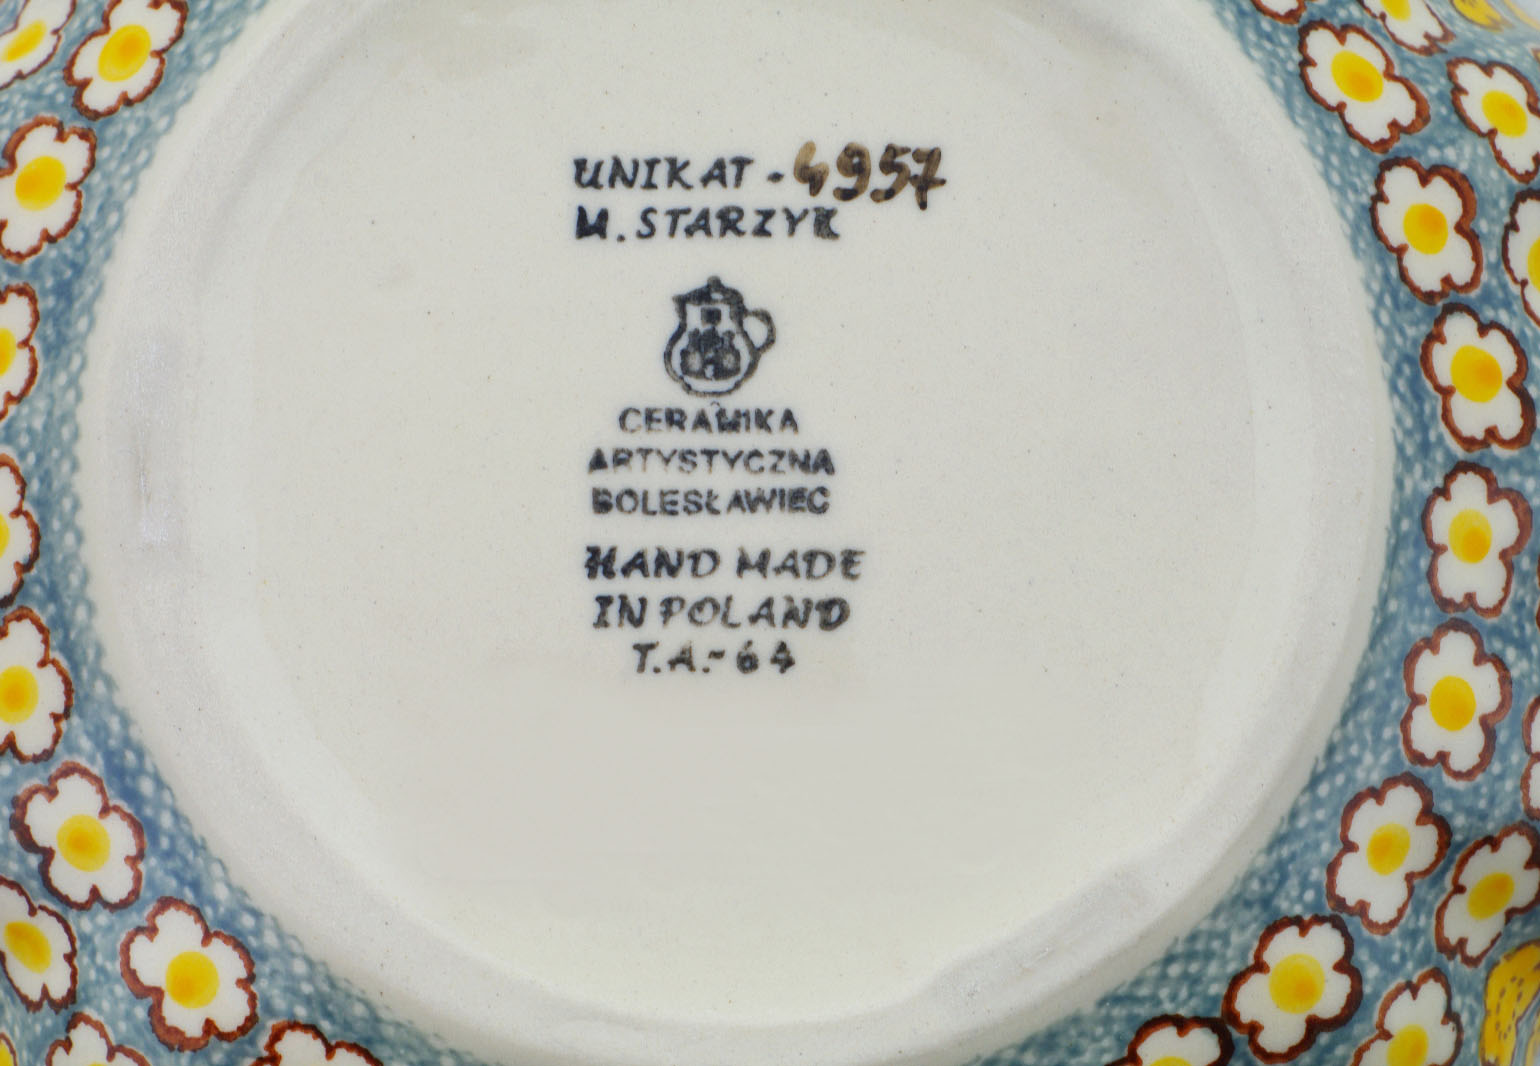 UNIKAT - 4957
M. STARZYK
CERAMIKA
ARTYSTYCZNA
BOLESŁAWIEC
HAND MADE
IN POLAND
T.A.-64